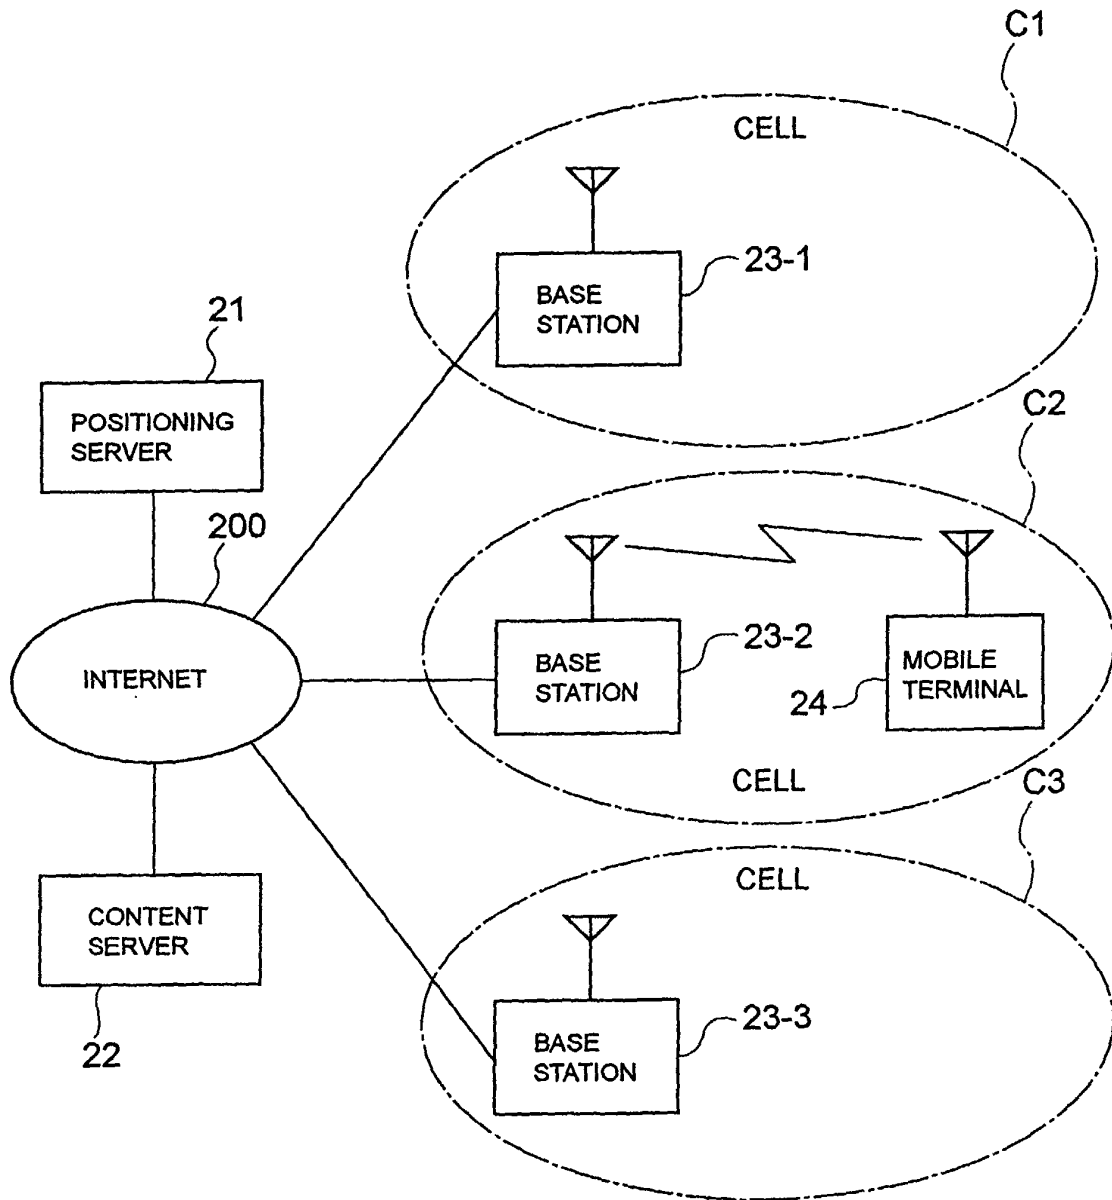 C1
CELL
BASE
STATION
23-1
21
POSITIONING
SERVER
C2
200
INTERNET
BASE
STATION
23-2
MOBILE
TERMINAL
24
CELL
C3
CELL
CONTENT
SERVER
22
BASE
STATION
23-3